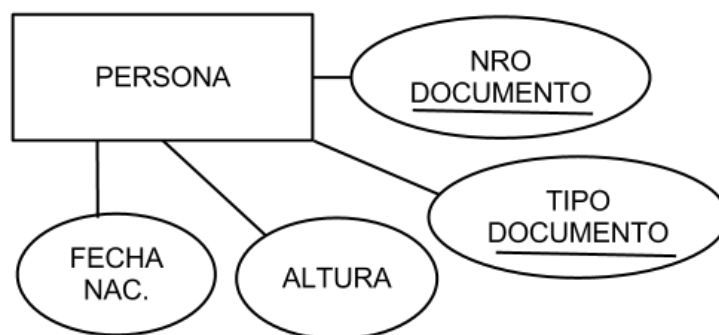 PERSONA
NRO
DOCUMENTO
TIPO
DOCUMENTO
FECHA
NAC.
ALTURA